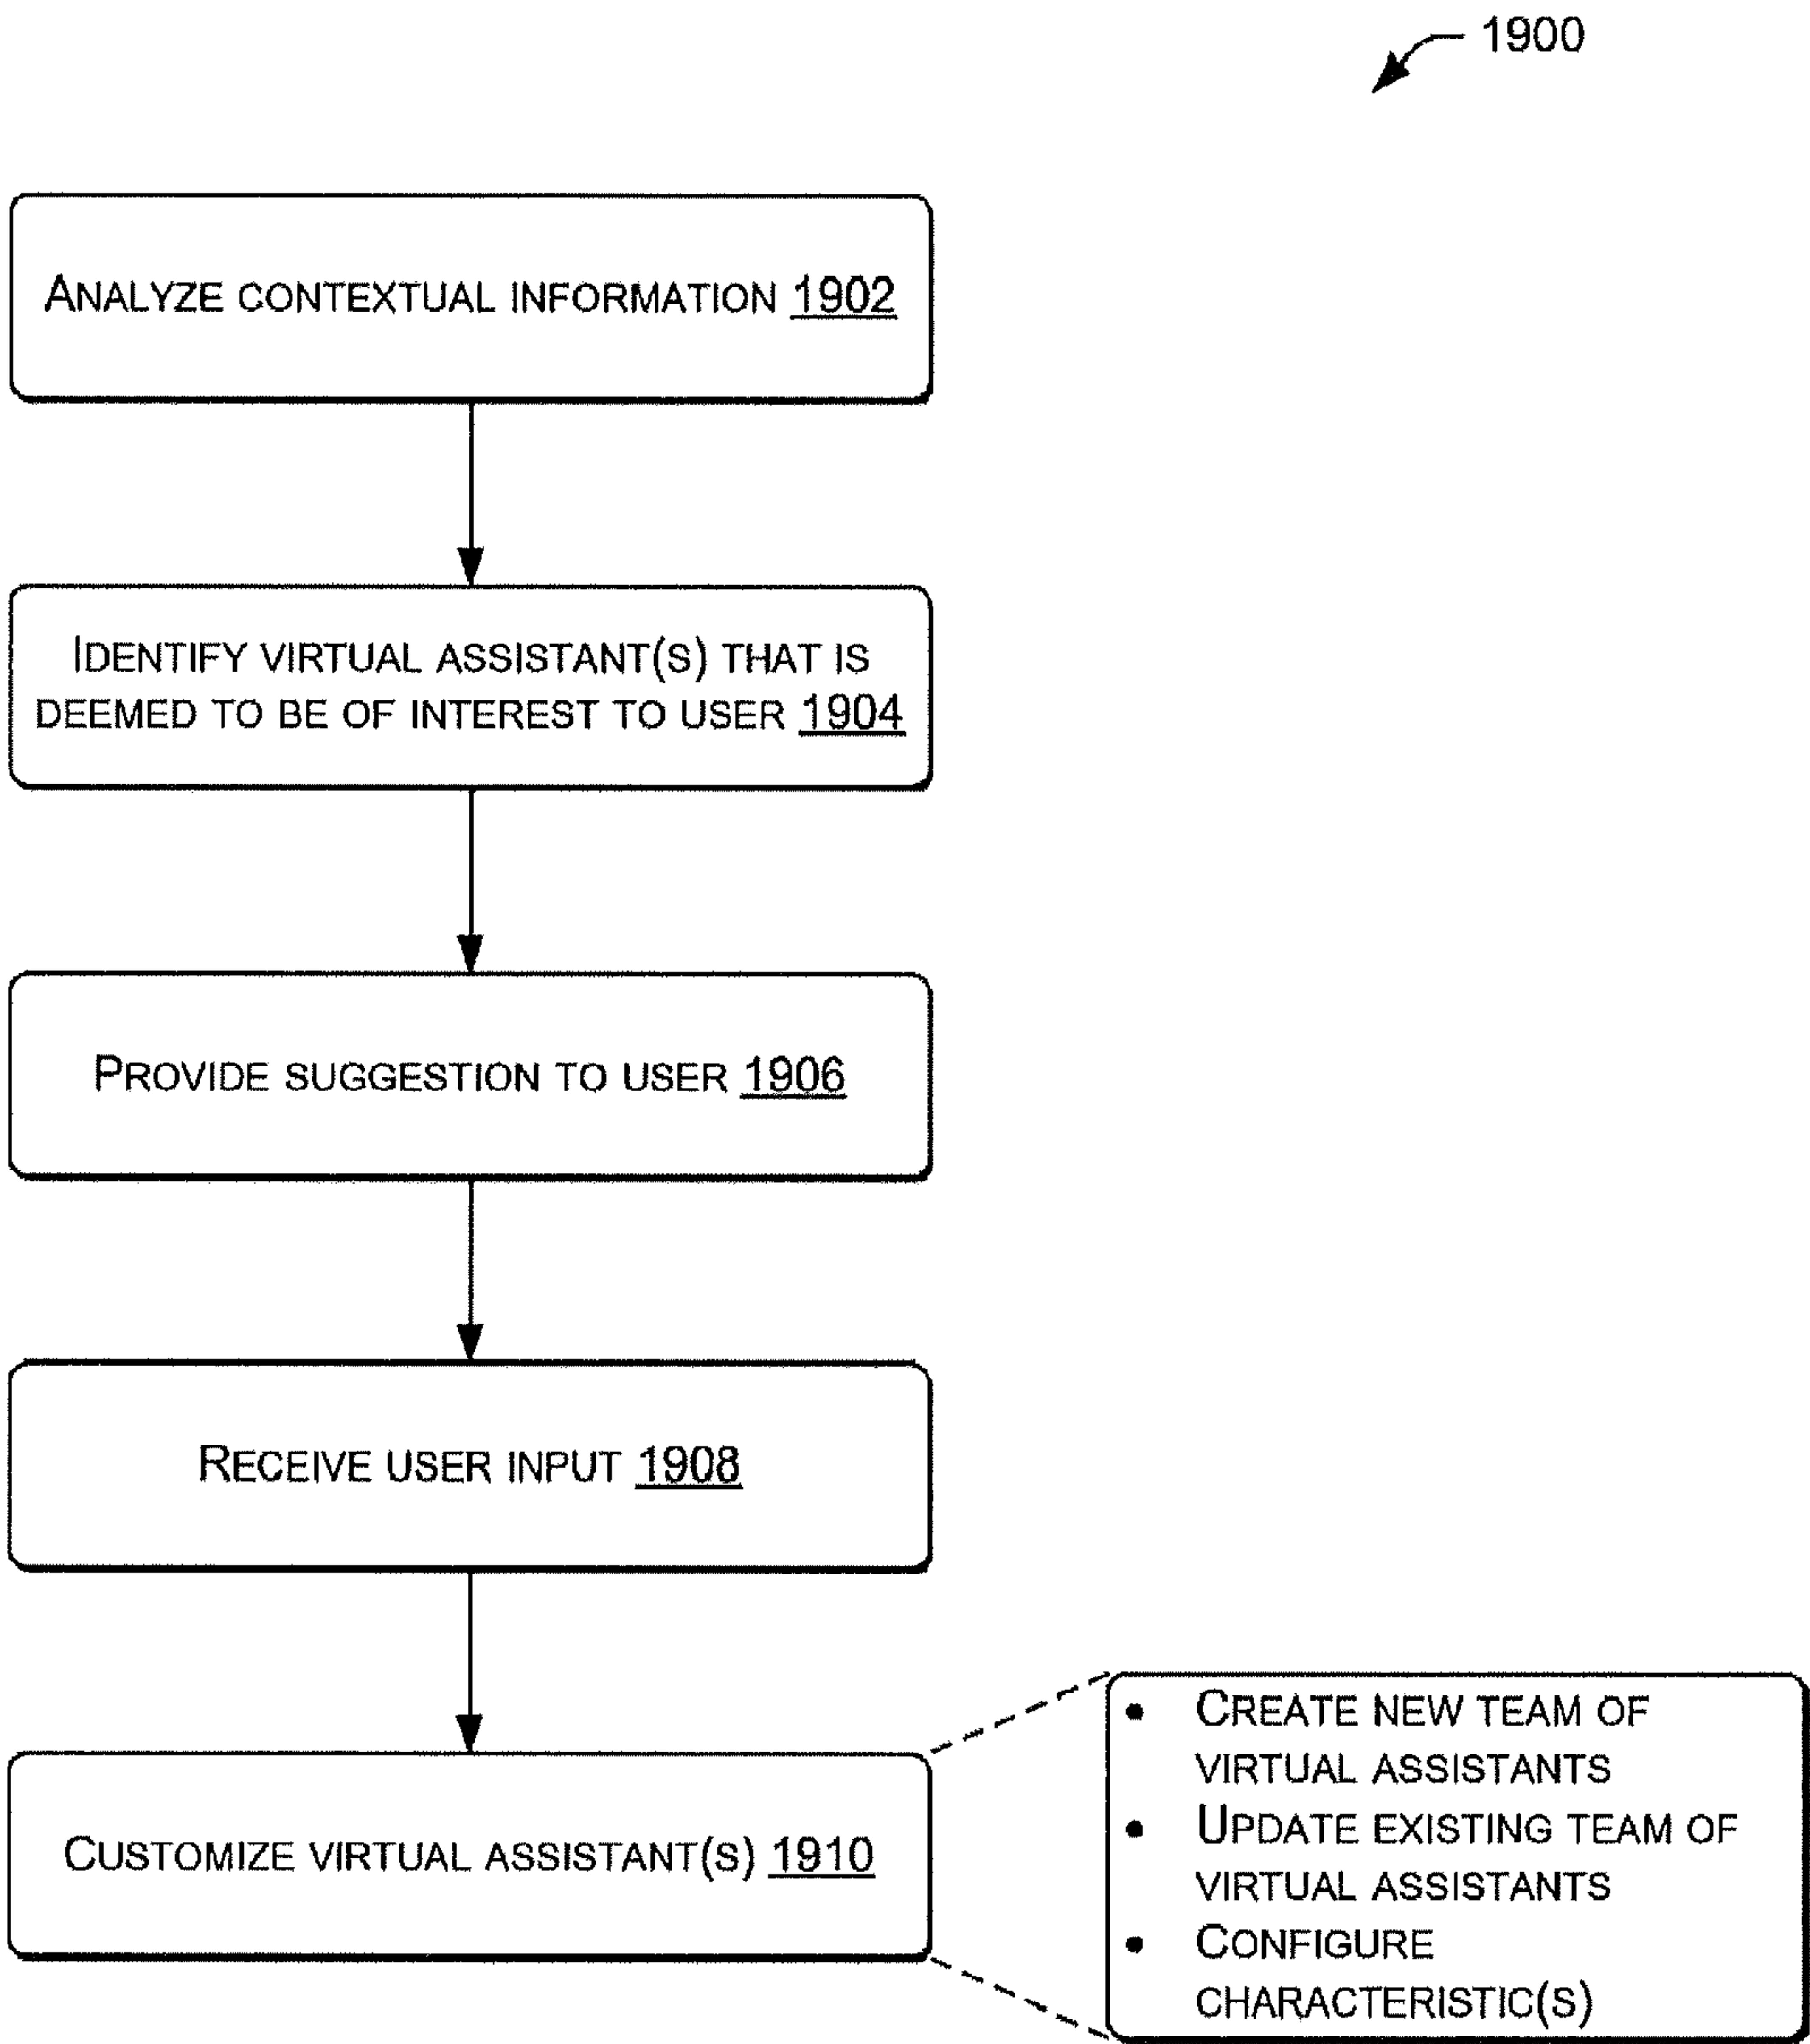 1900
ANALYZE CONTEXTUAL INFORMATION 1902
IDENTIFY VIRTUAL ASSISTANT(S) THAT IS
DEEMED TO BE OF INTEREST TO USER 1904
PROVIDE SUGGESTION TO USER 1906
RECEIVE USER INPUT 1908
CUSTOMIZE VIRTUAL ASSISTANT(S) 1910
• CREATE NEW TEAM OF
VIRTUAL ASSISTANTS
• UPDATE EXISTING TEAM OF
VIRTUAL ASSISTANTS
• CONFIGURE
CHARACTERISTIC(S)